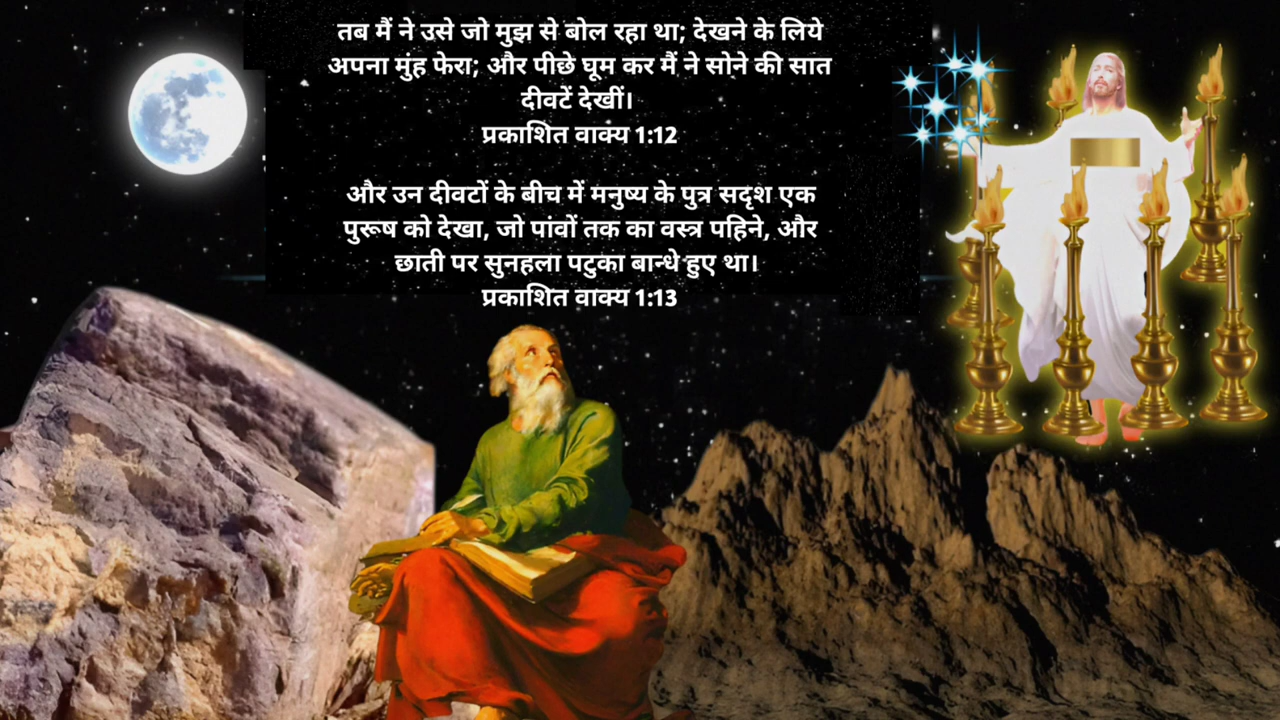 तब मैं ने उसे जो मुझ से बोल रहा था; देखने के लिये
अपना मुंह फेरा; और पीछे घूम कर मैं ने सोने की सात
दीवटें देखीं।
प्रकाशित वाक्य 1:12
और उन दीवटों के बीच में मनुष्य के पुत्र सदृश एक
पुरूष को देखा, जो पांवों तक का वस्त्र पहिने, और
छाती पर सुनहला पटुका बान्धे हुए था।
प्रकाशित वाक्य 1:13